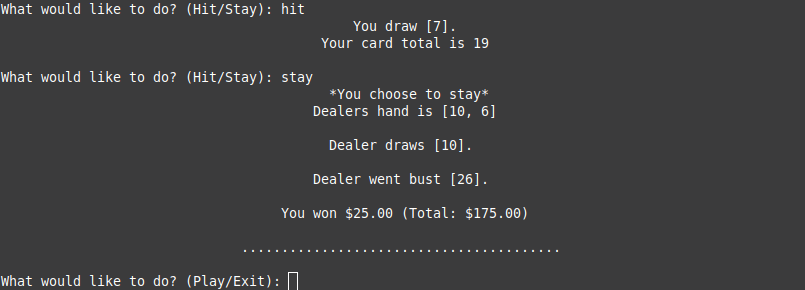 What would like to do? (Hit/Stay): hit
You draw [7].
Your card total is 19
What would like to do? (Hit/Stay): stay
*You choose to stay*
Dealers hand is [10, 6]
Dealer draws [10].
Dealer went bust [26].
You won $25.00 (Total: $175.00)
........................................
What would like to do? (Play/Exit):